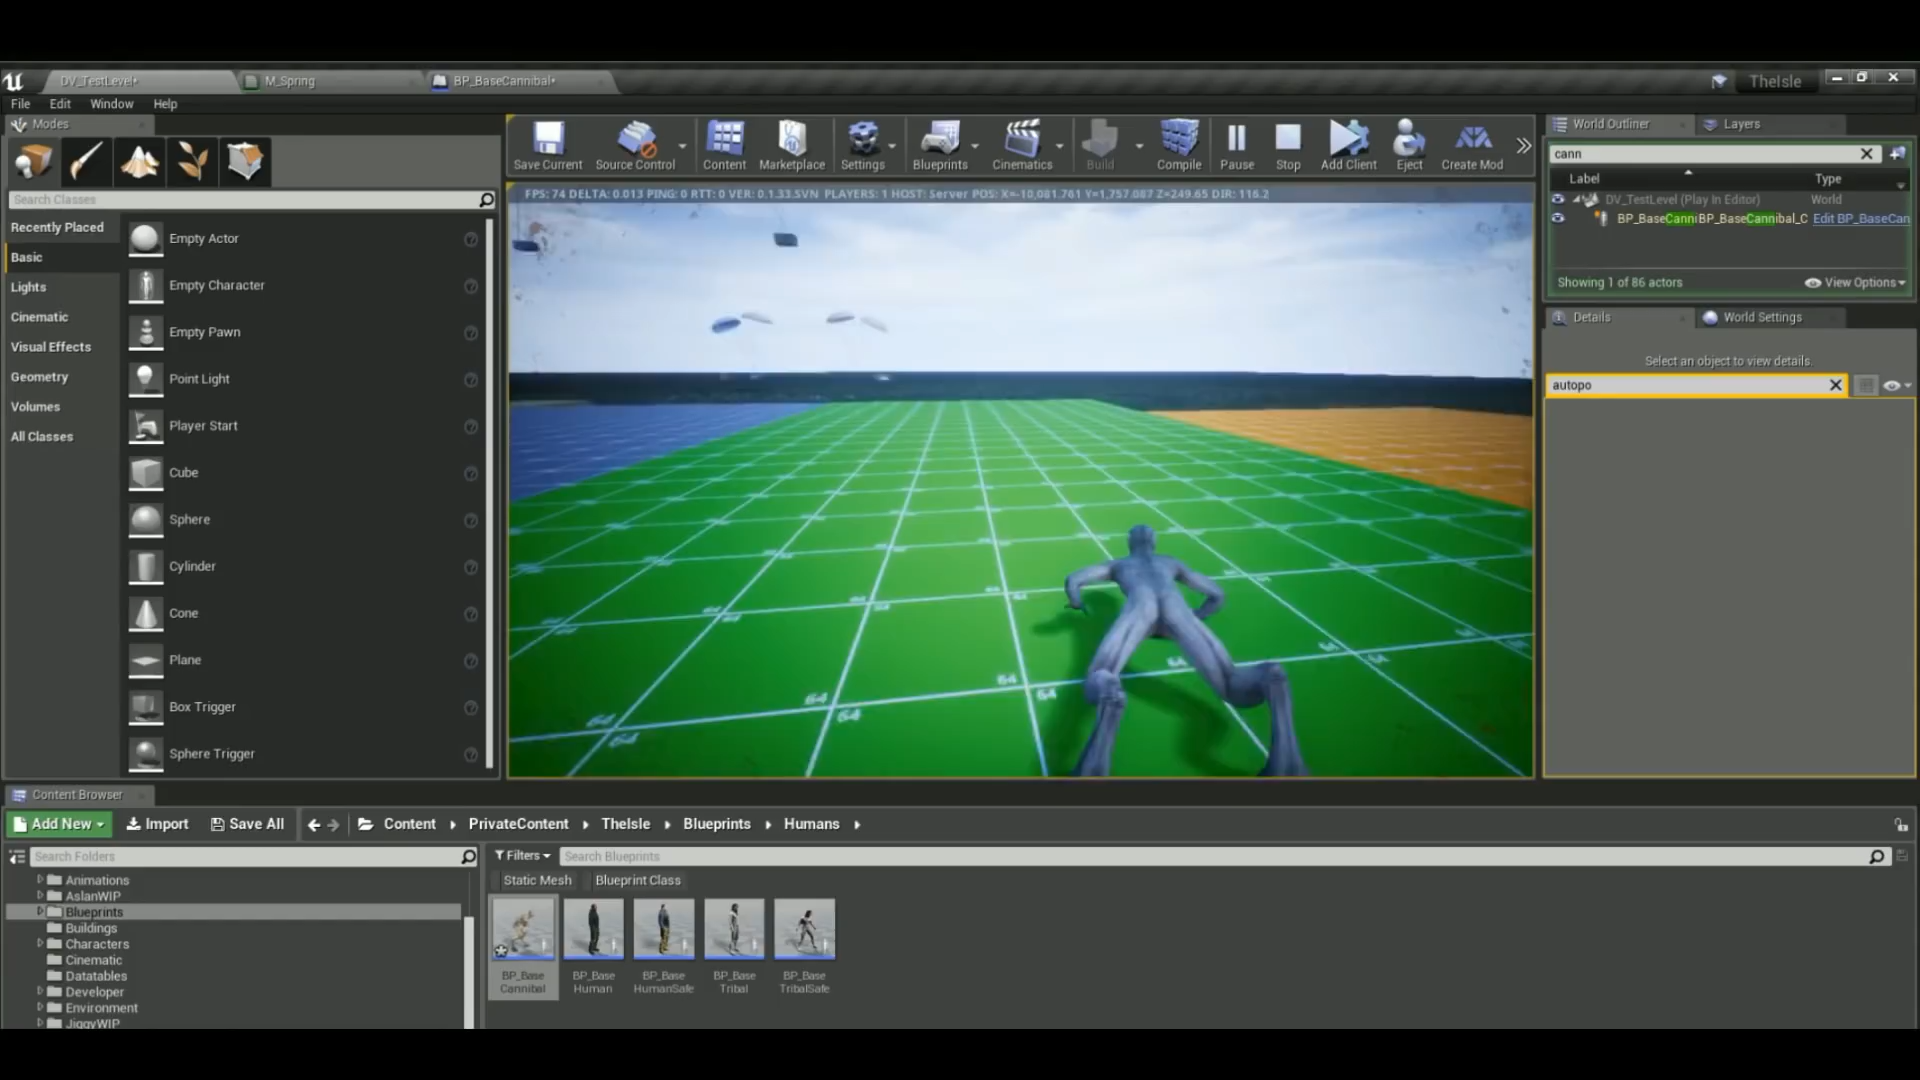 DV_TestLevel•
M_Spring
BP_BaseCannibal•
TheIsle
File
Edit
Window
Help
Modes
Search Classes
Recently Placed
Basic
Lights
Cinematic
Visual Effects
Geometry
Volumes
All Classes
Empty Actor
Empty Character
Empty Pawn
Point Light
Player Start
Cube
Sphere
Cylinder
Cone
Plane
Box Trigger
Sphere Trigger
Save Current
Source Control
Content
Marketplace
Settings
Blueprints
Cinematics
Build
Compile
Pause
Stop
Add Client
Eject
Create Mod
FPS: 74 DELTA: 0.013 PING: 0 RTT: 0 VER: 0.1.33.SVN PLAYERS: 1 HOST: Server POS: X=-10,081.761 Y=1,757.087 Z=249.65 DIR: 116.2
64
64
64
64
64
64
64
World Outliner
Layers
cann
Label
Type
DV_TestLevel (Play In Editor)
World
BP_BaseCanniBP_BaseCannibal_C
Edit BP_BaseCan
Showing 1 of 86 actors
View Options
Details
World Settings
Select an object to view details.
autopo
Content Browser
Add New
Import
Save All
Content
PrivateContent
TheIsle
Blueprints
Humans
Search Folders
Animations
AslanWIP
Blueprints
Buildings
Characters
Cinematic
Datatables
Developer
Environment
JiggyWIP
Filters
Search Blueprints
Static Mesh
Blueprint Class
BP_Base
Cannibal
BP_Base
Human
BP_Base
HumanSafe
BP_Base
Tribal
BP_Base
TribalSafe